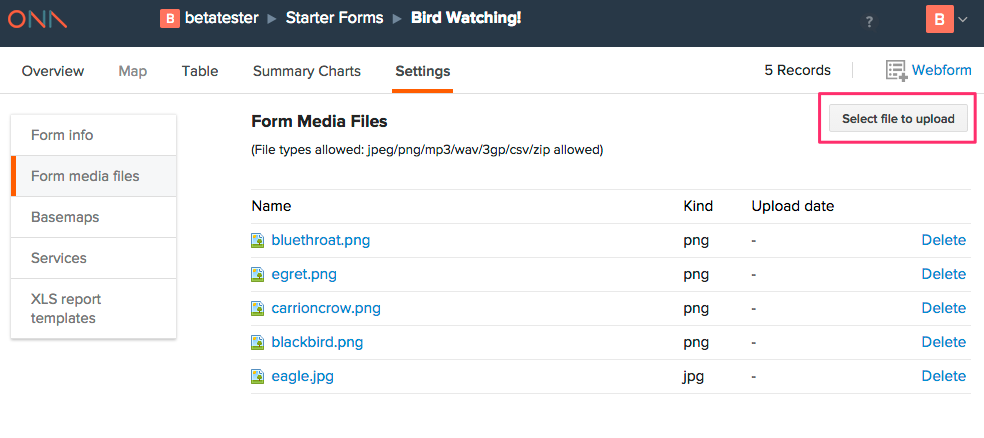 ONA B betatester ▶ Starter Forms ▶ Bird Watching! ? B
Overview Map Table Summary Charts Settings 5 Records Webform
Form info
Form media files
Basemaps
Services
XLS report
templates
Form Media Files Select file to upload
(File types allowed: jpeg/png/mp3/wav/3gp/csv/zip allowed)
Name Kind Upload date
bluethroat.png png - Delete
egret.png png - Delete
carrioncrow.png png - Delete
blackbird.png png - Delete
eagle.jpg jpg - Delete